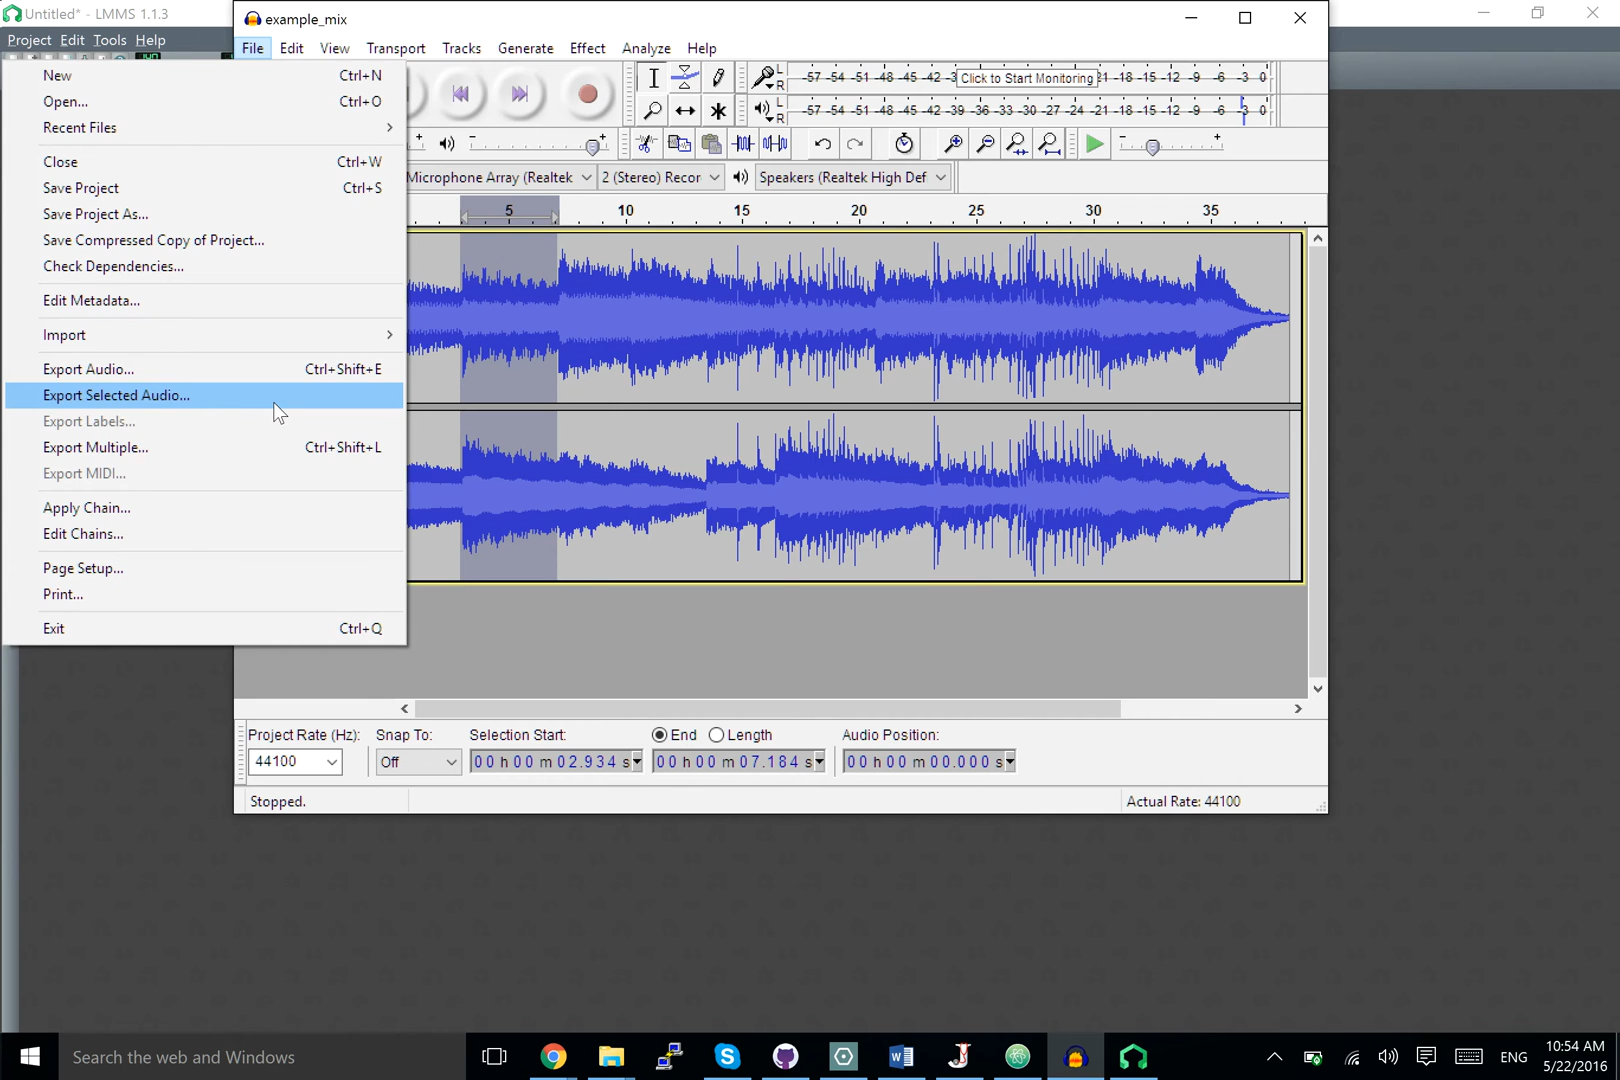 Untitled* - LMMS 1.1.3
Project Edit Tools Help
example_mix
File Edit View Transport Tracks Generate Effect Analyze Help
New Ctrl+N
Open... Ctrl+O
Recent Files
Close Ctrl+W
Save Project Ctrl+S
Save Project As...
Save Compressed Copy of Project...
Check Dependencies...
Edit Metadata...
Import
Export Audio... Ctrl+Shift+E
Export Selected Audio...
Export Labels...
Export Multiple... Ctrl+Shift+L
Export MIDI...
Apply Chain...
Edit Chains...
Page Setup...
Print...
Exit Ctrl+Q
L R -57 -54 -51 -48 -45 -42 Click to Start Monitoring -18 -15 -12 -9 -6 -3 0
L R -57 -54 -51 -48 -45 -42 -39 -36 -33 -30 -27 -24 -21 -18 -15 -12 -9 -6 -3 0
Microphone Array (Realtek 2 (Stereo) Recor Speakers (Realtek High Def
5 10 15 20 25 30 35
Project Rate (Hz): Snap To: Selection Start: End Length Audio Position:
44100 Off 00 h 00 m 02.934 s 00 h 00 m 07.184 s 00 h 00 m 00.000 s
Stopped. Actual Rate: 44100
Search the web and Windows
ENG
10:54 AM
5/22/2016